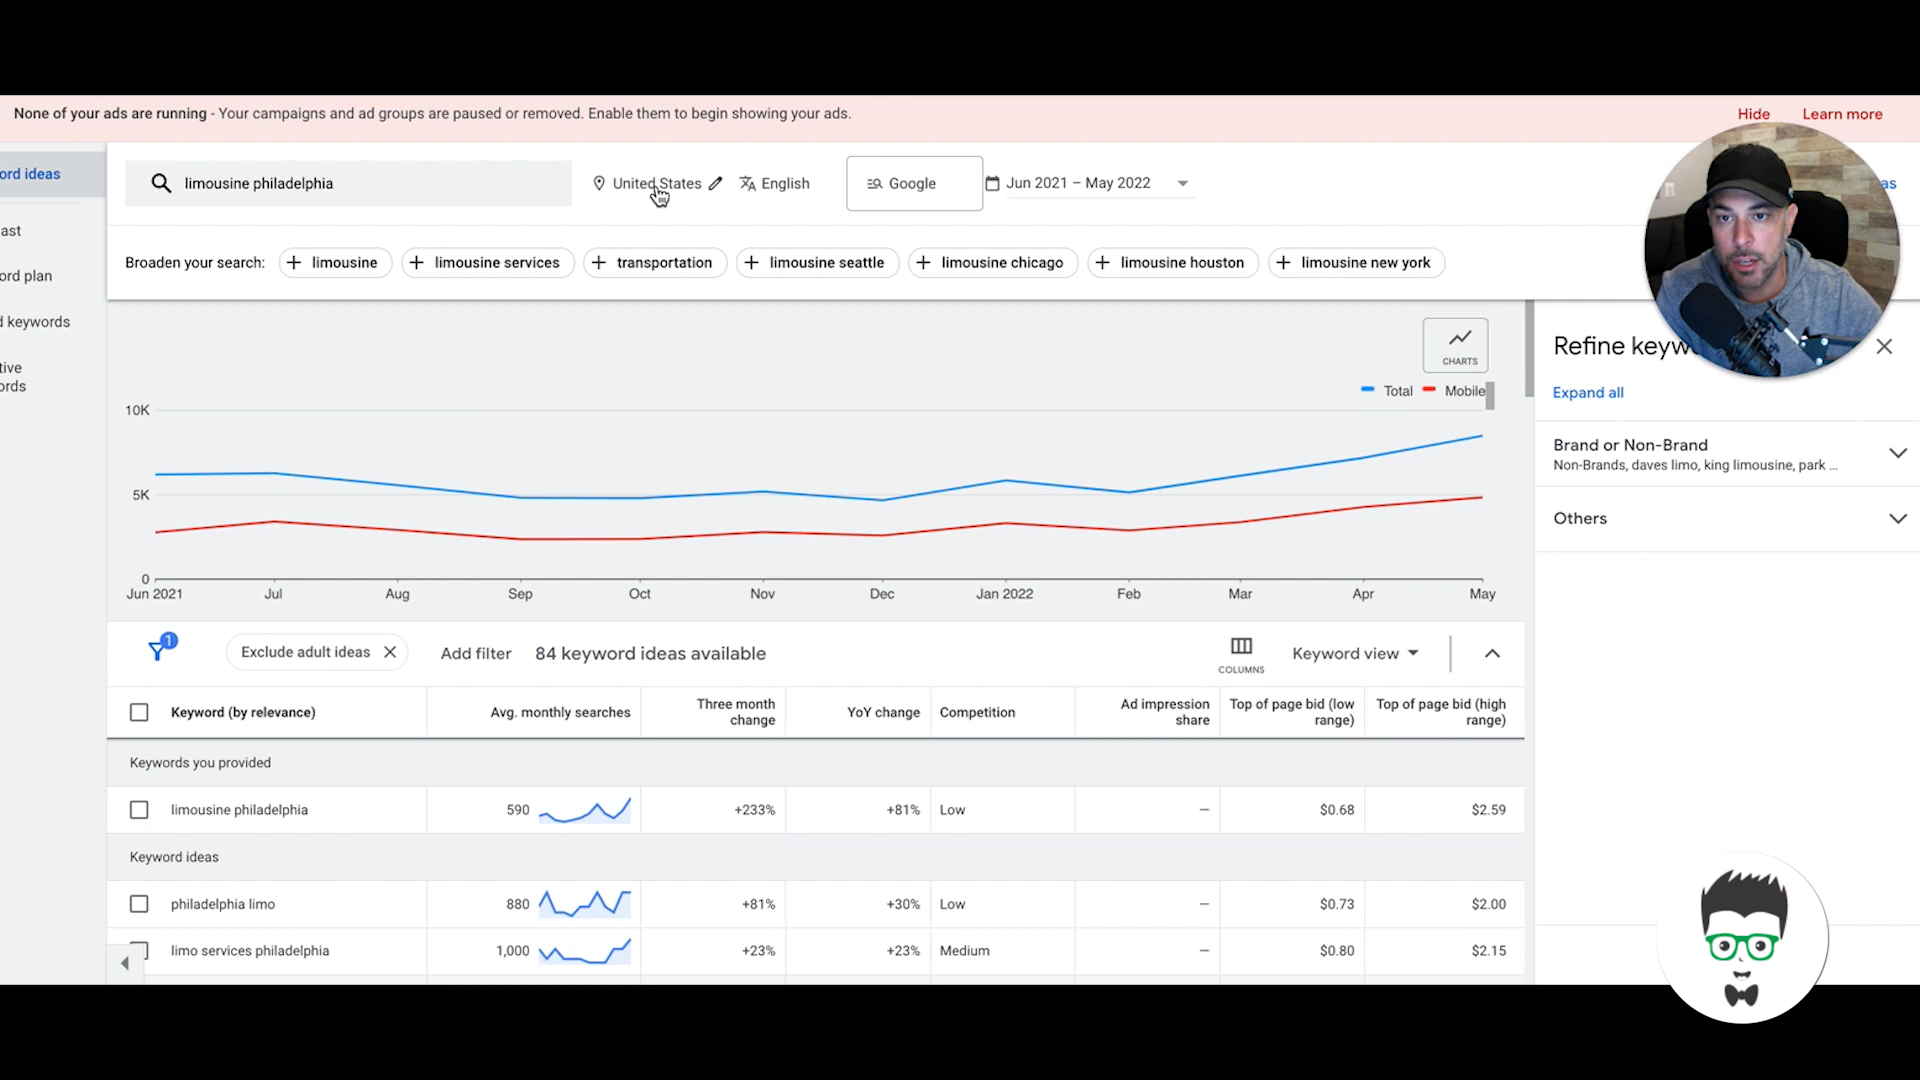 None of your ads are running - Your campaigns and ad groups are paused or removed. Enable them to begin showing your ads.
Hide Learn more
ord ideas
ast
ord plan
d keywords
tive
ords
limousine philadelphia
United States
English
Google
Jun 2021 – May 2022
as
Broaden your search:
limousine
limousine services
transportation
limousine seattle
limousine chicago
limousine houston
limousine new york
CHARTS
Total Mobile
10K
5K
0
Jun 2021 Jul Aug Sep Oct Nov Dec Jan 2022 Feb Mar Apr May
Refine keyw
Expand all
Brand or Non-Brand
Non-Brands, daves limo, king limousine, park ...
Others
1
Exclude adult ideas
Add filter
84 keyword ideas available
COLUMNS
Keyword view
Keyword (by relevance) Avg. monthly searches Three month change YoY change Competition Ad impression share Top of page bid (low range) Top of page bid (high range)
Keywords you provided
limousine philadelphia 590 +233% +81% Low – $0.68 $2.59
Keyword ideas
philadelphia limo 880 +81% +30% Low – $0.73 $2.00
limo services philadelphia 1,000 +23% +23% Medium – $0.80 $2.15